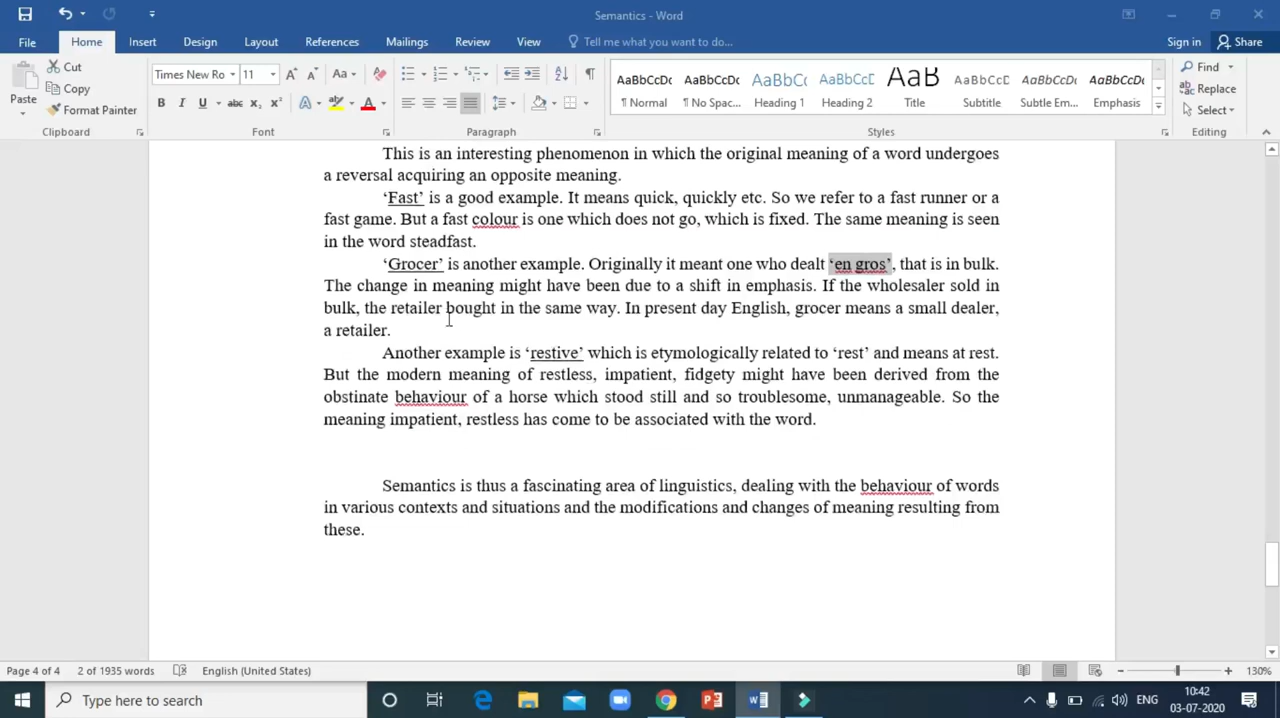 Semantics - Word
Sign in
Share
File
Home
Insert
Design
Layout
References
Mailings
Review
View
Tell me what you want to do...
Paste
Cut
Copy
Format Painter
Clipboard
Times New Ro
11
Font
Paragraph
AaBbCcDc
¶ Normal
AaBbCcDc
¶ No Spac...
AaBbCc
Heading 1
AaBbCcE
Heading 2
AaB
Title
AaBbCcD
Subtitle
AaBbCcDc
Subtle Em...
AaBbCcDc
Emphasis
Styles
Find
Replace
Select
Editing
This is an interesting phenomenon in which the original meaning of a word undergoes
a reversal acquiring an opposite meaning.
‘Fast’ is a good example. It means quick, quickly etc. So we refer to a fast runner or a
fast game. But a fast colour is one which does not go, which is fixed. The same meaning is seen
in the word steadfast.
‘Grocer’ is another example. Originally it meant one who dealt ‘en gros’, that is in bulk.
The change in meaning might have been due to a shift in emphasis. If the wholesaler sold in
bulk, the retailer bought in the same way. In present day English, grocer means a small dealer,
a retailer.
Another example is ‘restive’ which is etymologically related to ‘rest’ and means at rest.
But the modern meaning of restless, impatient, fidgety might have been derived from the
obstinate behaviour of a horse which stood still and so troublesome, unmanageable. So the
meaning impatient, restless has come to be associated with the word.
Semantics is thus a fascinating area of linguistics, dealing with the behaviour of words
in various contexts and situations and the modifications and changes of meaning resulting from
these.
Page 4 of 4
2 of 1935 words
English (United States)
130%
Type here to search
ENG
10:42
03-07-2020